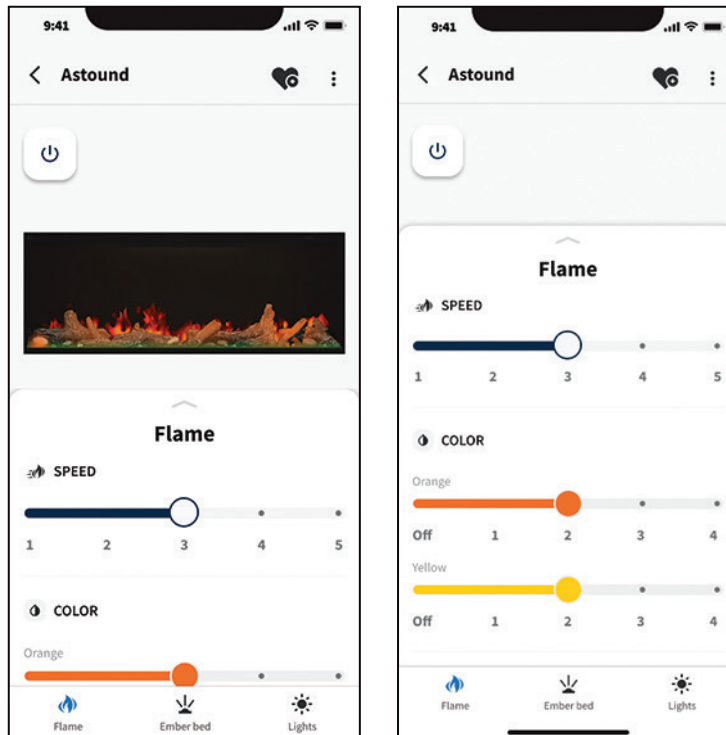 9:41
Astound
Flame
SPEED
1 2 3 4 5
COLOR
Orange
Flame Ember bed Lights
9:41
Astound
Flame
SPEED
1 2 3 4 5
COLOR
Orange
Off 1 2 3 4
Yellow
Off 1 2 3 4
Flame Ember bed Lights